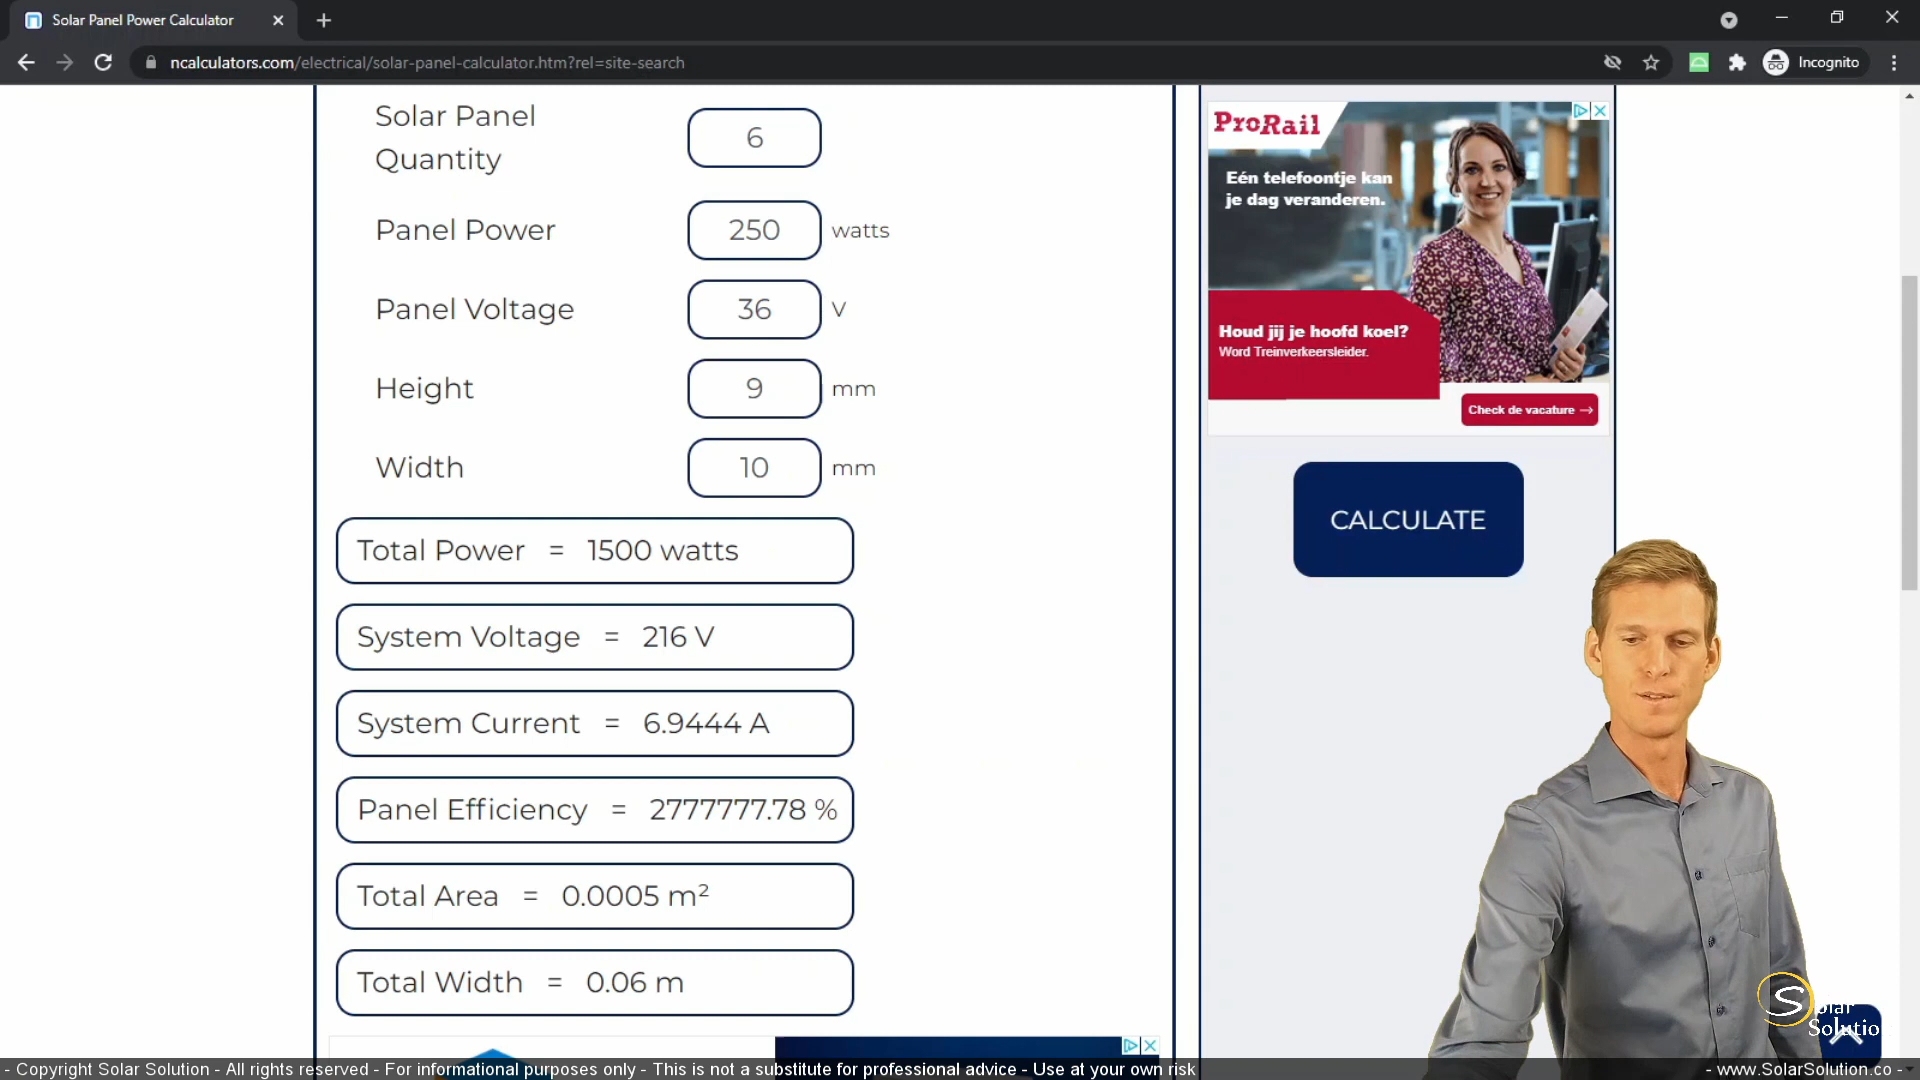 Solar Panel Power Calculator
ncalculators.com/electrical/solar-panel-calculator.htm?rel=site-search
Incognito
Solar Panel
Quantity
6
Panel Power
250
watts
Panel Voltage
36
V
Height
9
mm
Width
10
mm
Total Power = 1500 watts
System Voltage = 216 V
System Current = 6.9444 A
Panel Efficiency = 2777777.78 %
Total Area = 0.0005 m²
Total Width = 0.06 m
ProRail
Eén telefoontje kan
je dag veranderen.
Houd jij je hoofd koel?
Word Treinverkeersleider.
Check de vacature →
CALCULATE
S
Solutio
- Copyright Solar Solution - All rights reserved - For informational purposes only - This is not a substitute for professional advice - Use at your own risk
- www.SolarSolution.co -